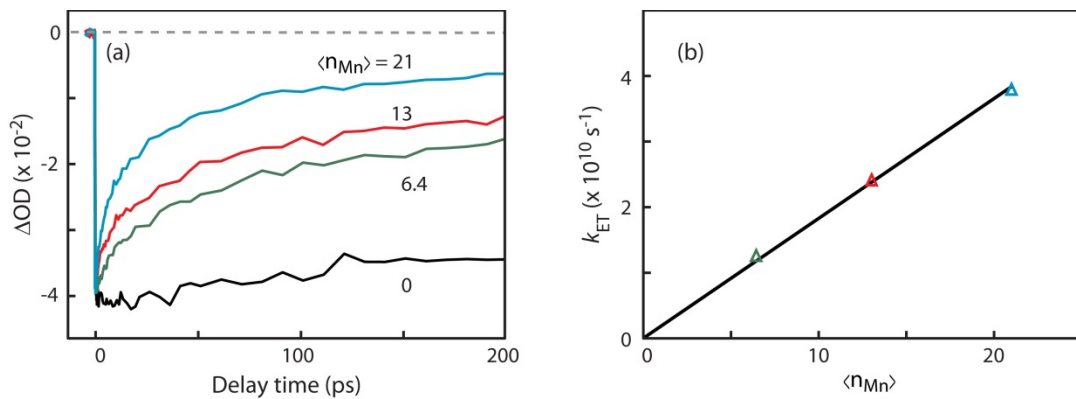 (a)
⟨nMn⟩ = 21
13
6.4
0
0
-2
-4
ΔOD (x 10-2)
0
100
200
Delay time (ps)
(b)
4
2
0
kET (x 1010 s-1)
0
10
20
⟨nMn⟩